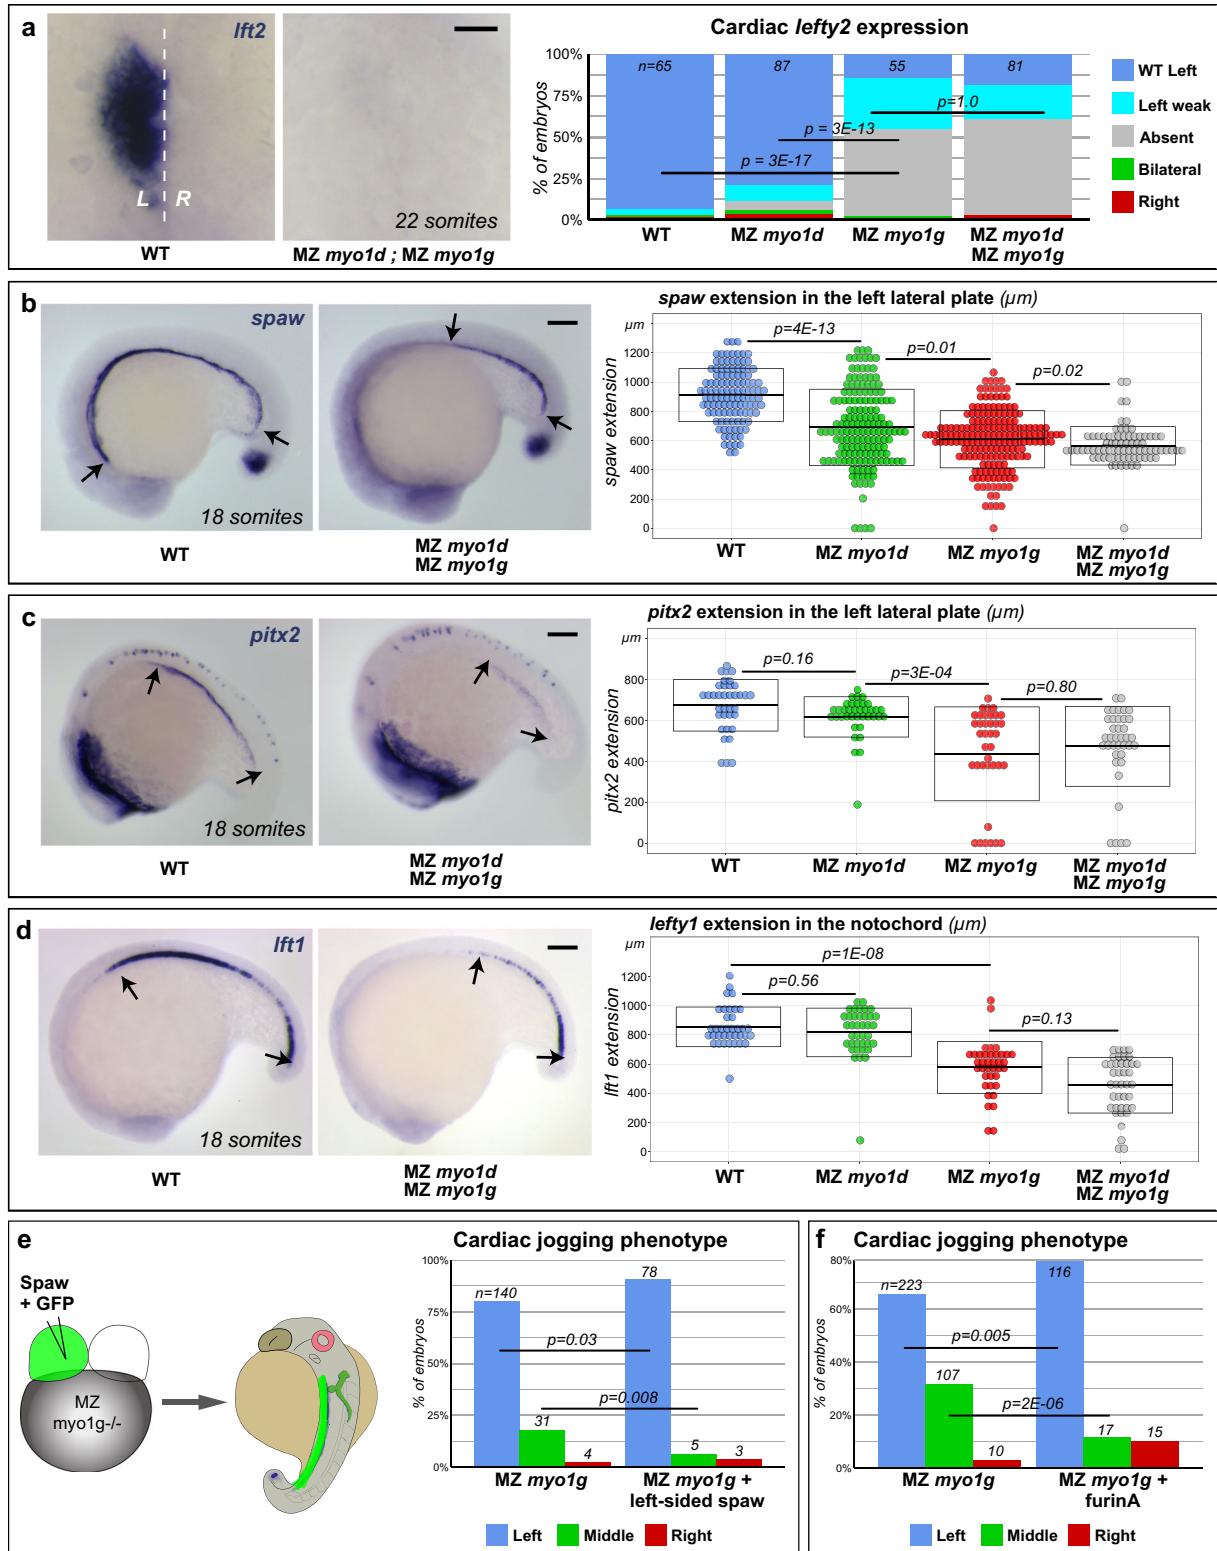 a
lft2
L R
22 somites
WT
MZ myo1d ; MZ myo1g
Cardiac lefty2 expression
% of embryos
100%
75%
50%
25%
0%
n=65
87
55
81
p=1.0
p = 3E-13
p = 3E-17
WT
MZ myo1d
MZ myo1g
MZ myo1d
MZ myo1g
WT Left
Left weak
Absent
Bilateral
Right
b
spaw
18 somites
WT
MZ myo1d
MZ myo1g
spaw extension in the left lateral plate (µm)
spaw extension
µm
1200
1000
800
600
400
200
0
p=4E-13
p=0.01
p=0.02
WT
MZ myo1d
MZ myo1g
MZ myo1d
MZ myo1g
c
pitx2
18 somites
WT
MZ myo1d
MZ myo1g
pitx2 extension in the left lateral plate (µm)
pitx2 extension
µm
800
600
400
200
0
p=0.16
p=3E-04
p=0.80
WT
MZ myo1d
MZ myo1g
MZ myo1d
MZ myo1g
d
lft1
18 somites
WT
MZ myo1d
MZ myo1g
lefty1 extension in the notochord (µm)
lft1 extension
µm
1200
1000
800
600
400
200
0
p=1E-08
p=0.56
p=0.13
WT
MZ myo1d
MZ myo1g
MZ myo1d
MZ myo1g
e
Spaw
+ GFP
MZ
myo1g-/-
Cardiac jogging phenotype
% of embryos
100%
75%
50%
25%
0%
n=140
78
p=0.03
p=0.008
31
4
5
3
MZ myo1g
MZ myo1g +
left-sided spaw
Left
Middle
Right
f
Cardiac jogging phenotype
% of embryos
80%
60%
40%
20%
0%
n=223
116
p=0.005
107
p=2E-06
10
17
15
MZ myo1g
MZ myo1g +
furinA
Left
Middle
Right